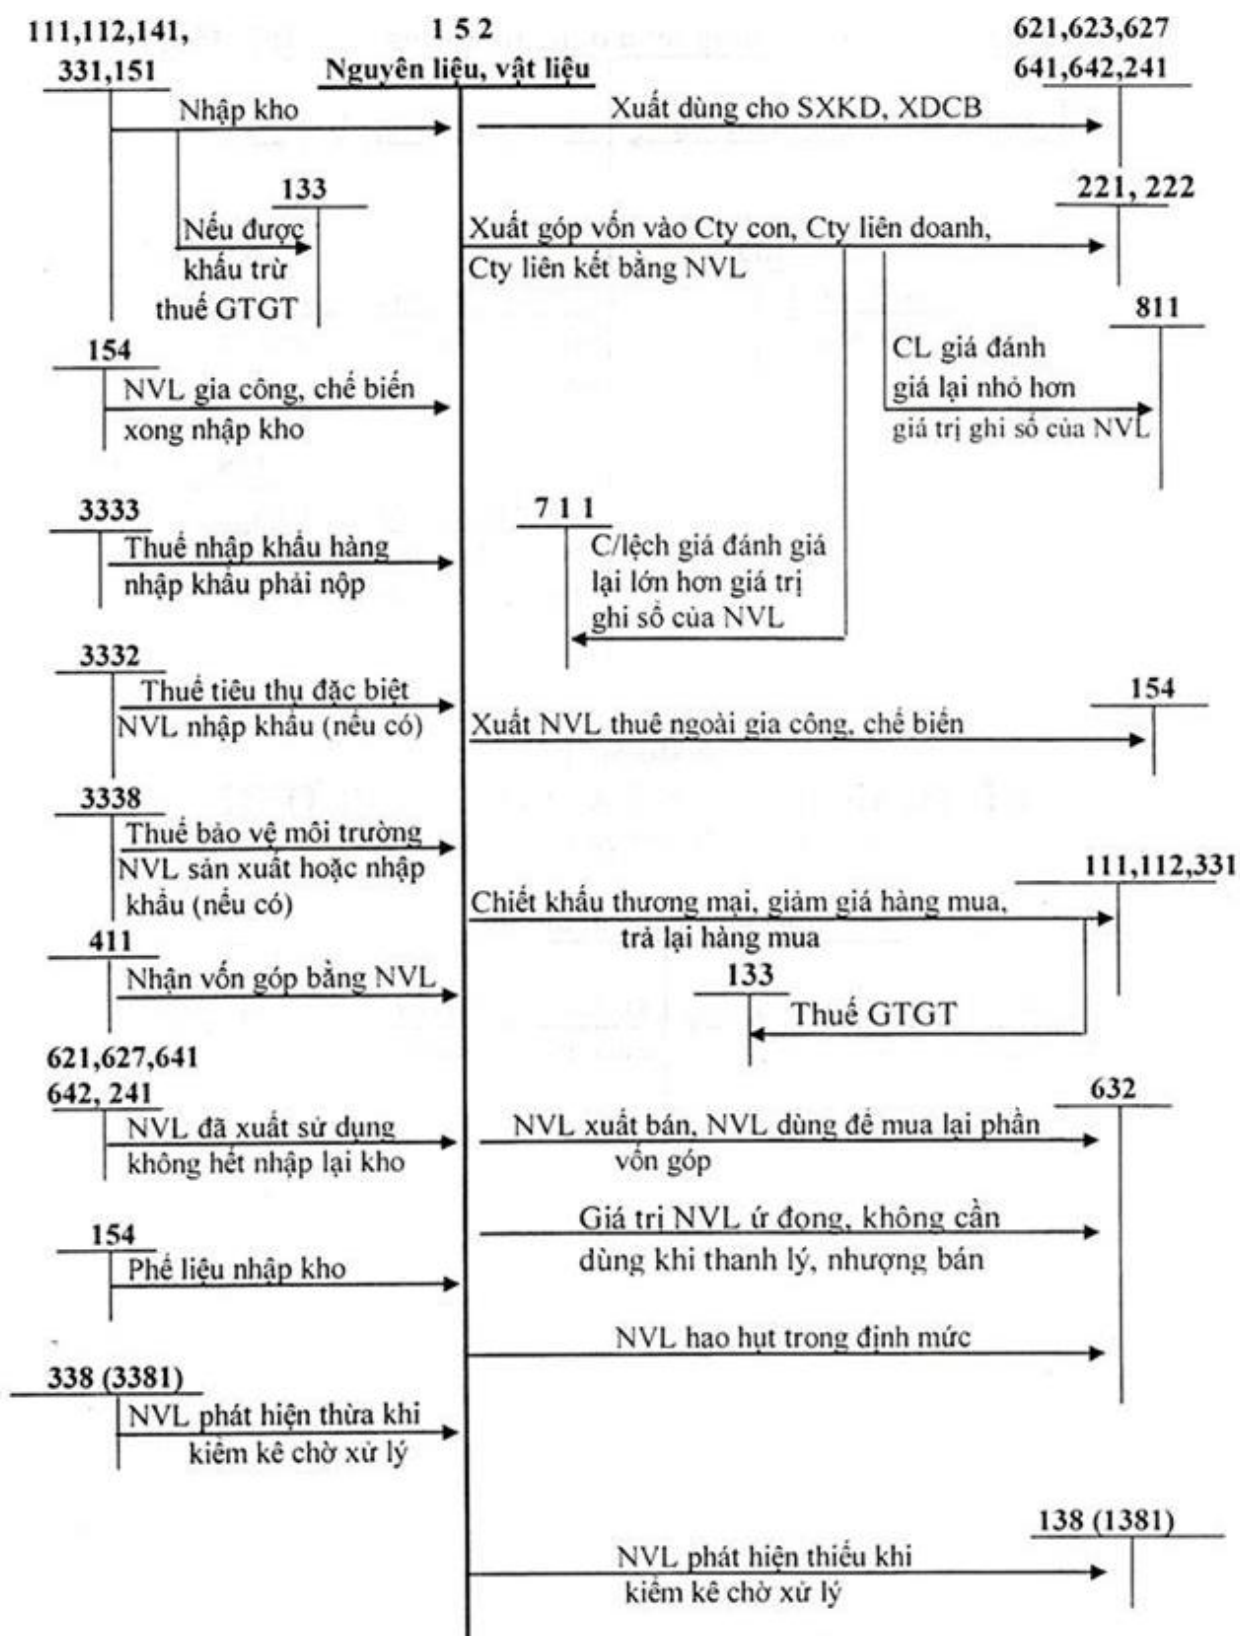 111,112,141,
331,151
1 5 2
Nguyên liệu, vật liệu
621,623,627
641,642,241
Nhập kho
Xuất dùng cho SXKD, XDCB
133
Nếu được
khấu trừ
thuế GTGT
221, 222
Xuất góp vốn vào Cty con, Cty liên doanh,
Cty liên kết bằng NVL
811
CL giá đánh
giá lại nhỏ hơn
giá trị ghi sổ của NVL
154
NVL gia công, chế biến
xong nhập kho
3333
Thuế nhập khẩu hàng
nhập khẩu phải nộp
7 1 1
C/lệch giá đánh giá
lại lớn hơn giá trị
ghi sổ của NVL
3332
Thuế tiêu thụ đặc biệt
NVL nhập khẩu (nếu có)
154
Xuất NVL thuê ngoài gia công, chế biến
3338
Thuế bảo vệ môi trường
NVL sản xuất hoặc nhập
khẩu (nếu có)
111,112,331
Chiết khấu thương mại, giảm giá hàng mua,
trả lại hàng mua
411
Nhận vốn góp bằng NVL
133
Thuế GTGT
621,627,641
642, 241
NVL đã xuất sử dụng
không hết nhập lại kho
632
NVL xuất bán, NVL dùng để mua lại phần
vốn góp
Giá trị NVL ứ đọng, không cần
dùng khi thanh lý, nhượng bán
154
Phế liệu nhập kho
NVL hao hụt trong định mức
338 (3381)
NVL phát hiện thừa khi
kiểm kê chờ xử lý
138 (1381)
NVL phát hiện thiếu khi
kiểm kê chờ xử lý